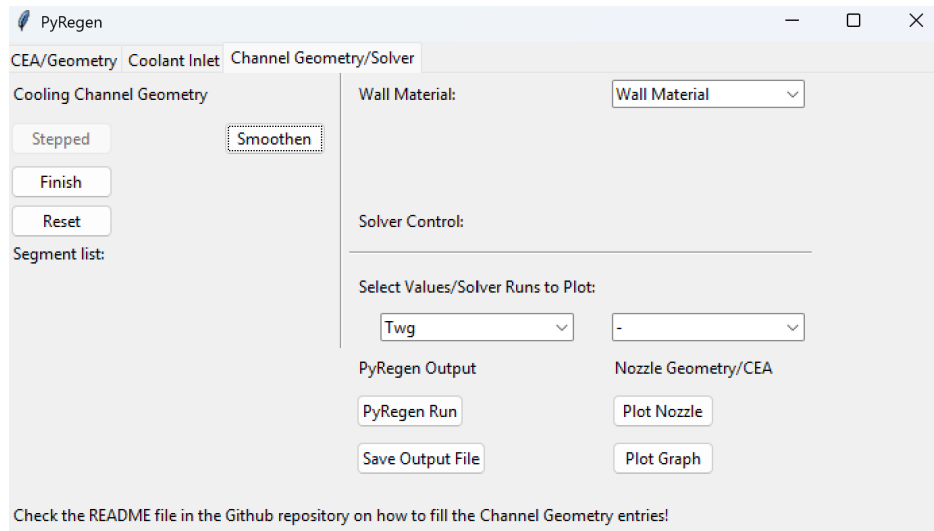 PyRegen
CEA/Geometry Coolant Inlet Channel Geometry/Solver
Cooling Channel Geometry
Stepped Smoothen
Finish
Reset
Segment list:
Wall Material: Wall Material
Solver Control:
Select Values/Solver Runs to Plot:
Twg -
PyRegen Output Nozzle Geometry/CEA
PyRegen Run Plot Nozzle
Save Output File Plot Graph
Check the README file in the Github repository on how to fill the Channel Geometry entries!